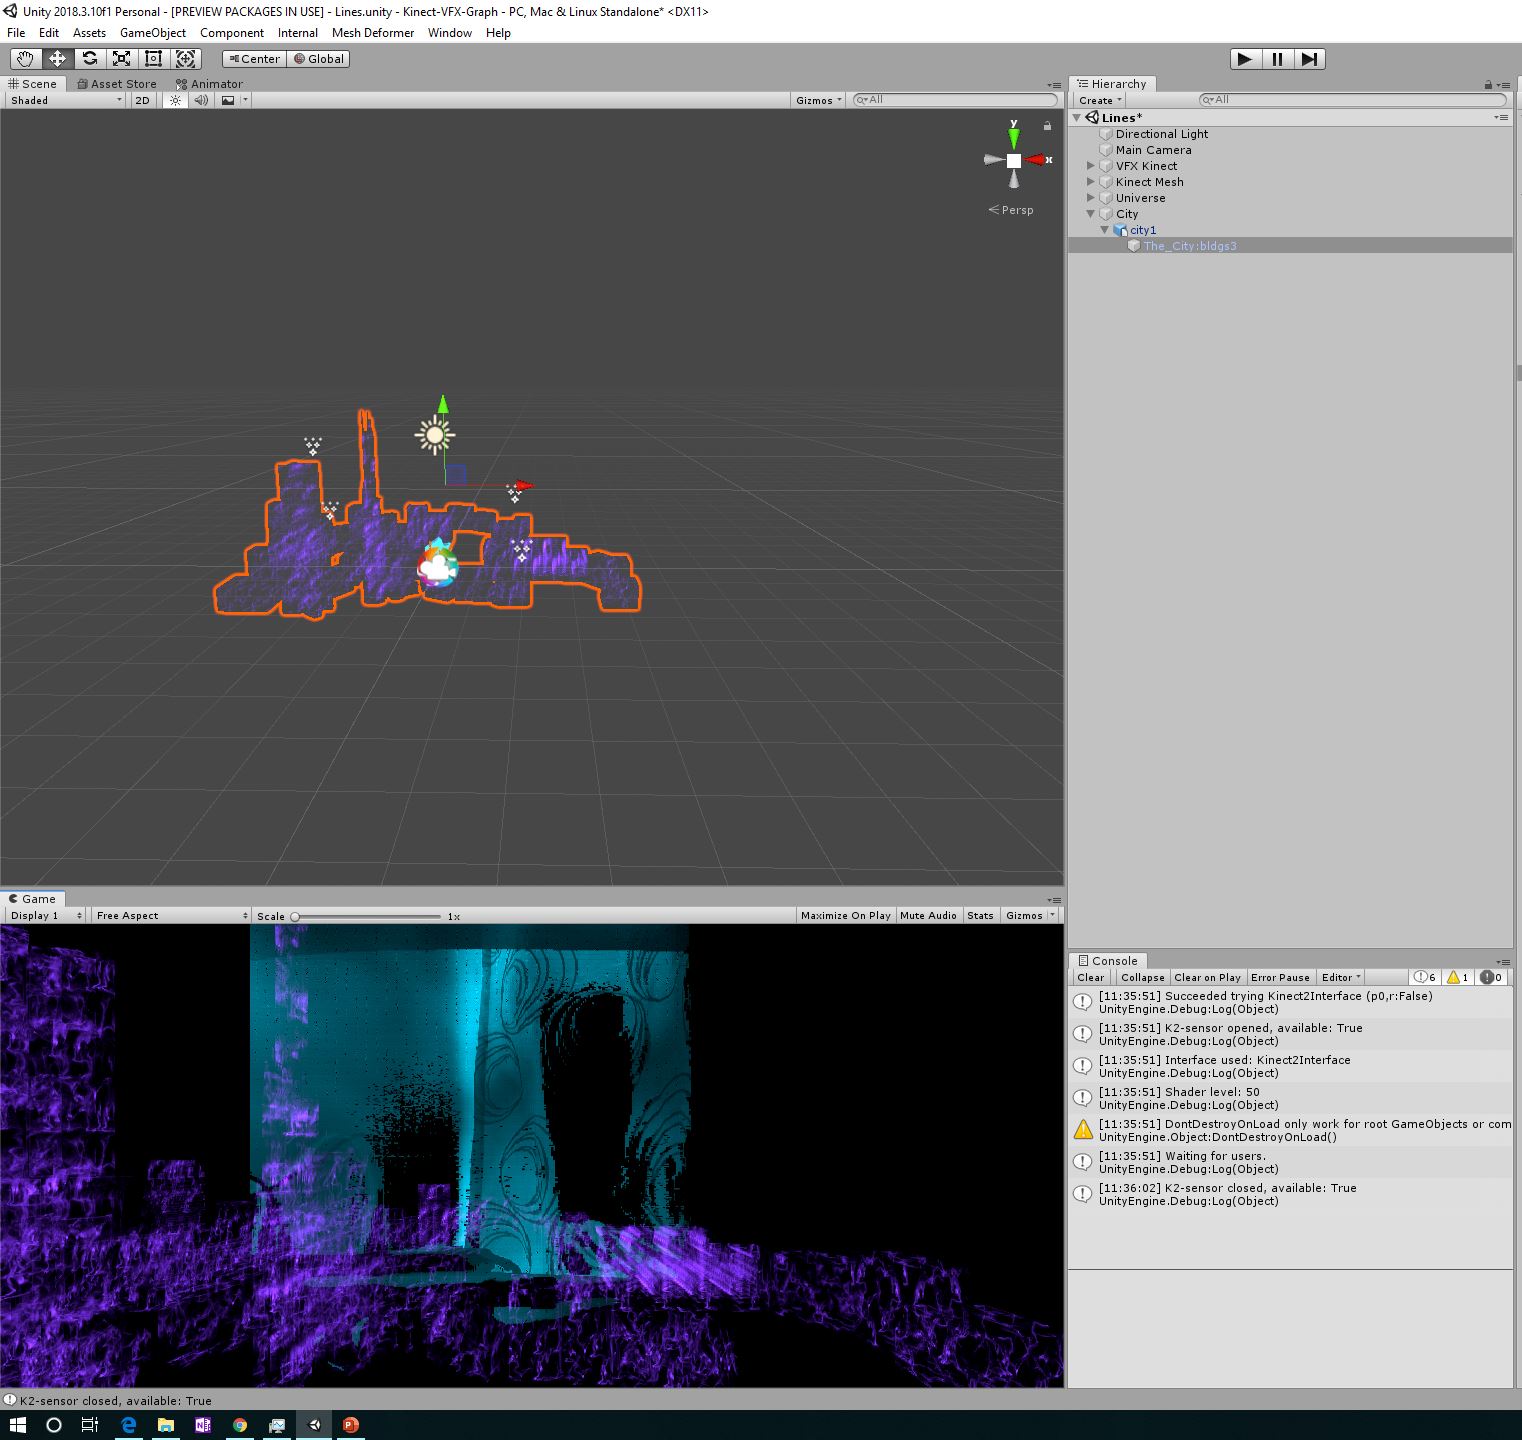 Unity 2018.3.10f1 Personal - [PREVIEW PACKAGES IN USE] - Lines.unity - Kinect-VFX-Graph - PC, Mac & Linux Standalone* <DX11>
File Edit Assets GameObject Component Internal Mesh Deformer Window Help
Center Global
Scene Asset Store Animator
Shaded 2D Gizmos All
y
x
Persp
Hierarchy
Create All
Lines*
Directional Light
Main Camera
VFX Kinect
Kinect Mesh
Universe
City
city1
The_City:bldgs3
Game
Display 1 Free Aspect Scale 1x Maximize On Play Mute Audio Stats Gizmos
Console
Clear Collapse Clear on Play Error Pause Editor 6 1 0
[11:35:51] Succeeded trying Kinect2Interface (p0,r:False)
UnityEngine.Debug:Log(Object)
[11:35:51] K2-sensor opened, available: True
UnityEngine.Debug:Log(Object)
[11:35:51] Interface used: Kinect2Interface
UnityEngine.Debug:Log(Object)
[11:35:51] Shader level: 50
UnityEngine.Debug:Log(Object)
[11:35:51] DontDestroyOnLoad only work for root GameObjects or com
UnityEngine.Object:DontDestroyOnLoad()
[11:35:51] Waiting for users.
UnityEngine.Debug:Log(Object)
[11:36:02] K2-sensor closed, available: True
UnityEngine.Debug:Log(Object)
K2-sensor closed, available: True